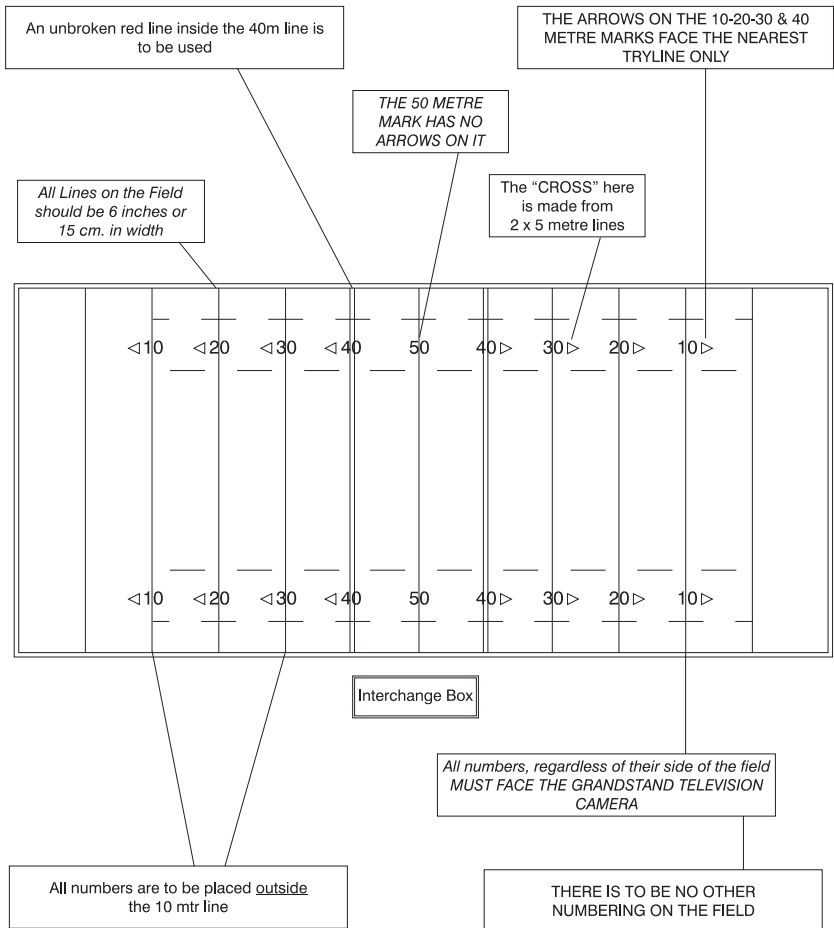 An unbroken red line inside the 40m line is
to be used
THE ARROWS ON THE 10-20-30 & 40
METRE MARKS FACE THE NEAREST
TRYLINE ONLY
THE 50 METRE
MARK HAS NO
ARROWS ON IT
All Lines on the Field
should be 6 inches or
15 cm. in width
The “CROSS” here
is made from
2 x 5 metre lines
10 20 30 40 50 40 30 20 10
10 20 30 40 50 40 30 20 10
Interchange Box
All numbers, regardless of their side of the field
MUST FACE THE GRANDSTAND TELEVISION
CAMERA
All numbers are to be placed outside
the 10 mtr line
THERE IS TO BE NO OTHER
NUMBERING ON THE FIELD